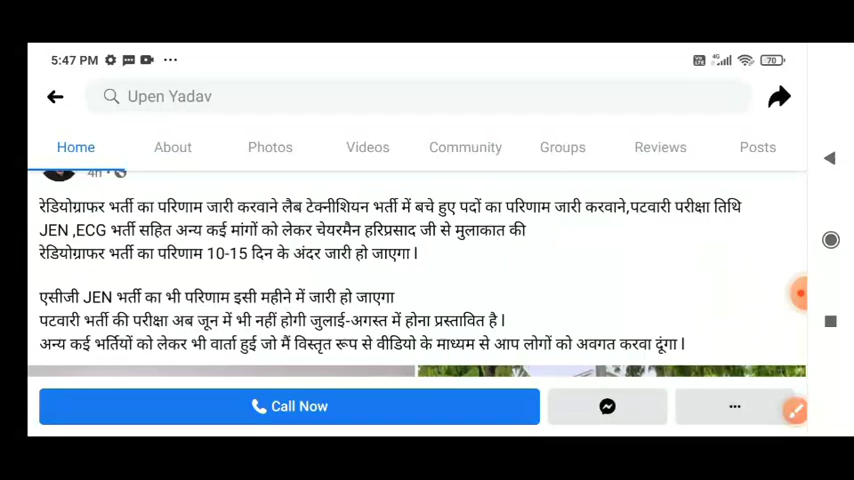 5:47 PM
4G
70
Upen Yadav
Home About Photos Videos Community Groups Reviews Posts
4h
रेडियोग्राफर भर्ती का परिणाम जारी करवाने लैब टेक्नीशियन भर्ती में बचे हुए पदों का परिणाम जारी करवाने,पटवारी परीक्षा तिथि
JEN ,ECG भर्ती सहित अन्य कई मांगों को लेकर चेयरमैन हरिप्रसाद जी से मुलाकात की
रेडियोग्राफर भर्ती का परिणाम 10-15 दिन के अंदर जारी हो जाएगा l
एसीजी JEN भर्ती का भी परिणाम इसी महीने में जारी हो जाएगा
पटवारी भर्ती की परीक्षा अब जून में भी नहीं होगी जुलाई-अगस्त में होना प्रस्तावित है l
अन्य कई भर्तियों को लेकर भी वार्ता हुई जो मैं विस्तृत रूप से वीडियो के माध्यम से आप लोगों को अवगत करवा दूंगा l
Call Now